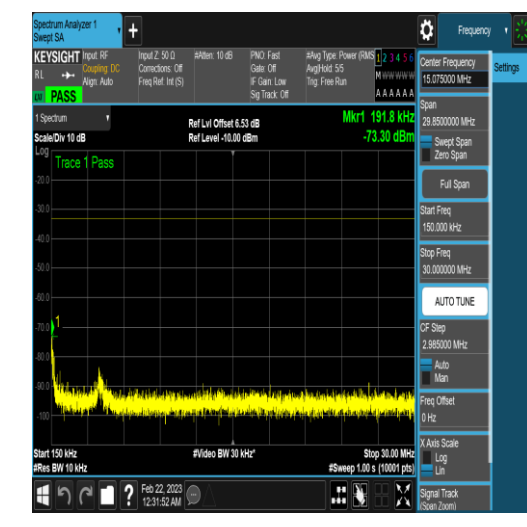 Spectrum Analyzer 1
Swept SA
+
Frequency
KEYSIGHT
RL
Input: RF
Coupling: DC
Align: Auto
Input Z: 50 Ω
Corrections: Off
Freq Ref: Int (S)
#Atten: 10 dB
PNO: Fast
Gate: Off
IF Gain: Low
Sig Track: Off
#Avg Type: Power (RMS
Avg|Hold: 5/5
Trig: Free Run
1 2 3 4 5 6
M W W W W W
A A A A A A
PASS
1 Spectrum
Scale/Div 10 dB
Ref Lvl Offset 6.53 dB
Ref Level -10.00 dBm
Mkr1 191.8 kHz
-73.30 dBm
Log
Trace 1 Pass
-20.0
-30.0
-40.0
-50.0
-60.0
-70.0
-80.0
-90.0
-100
1
Start 150 kHz
#Res BW 10 kHz
#Video BW 30 kHz*
Stop 30.00 MHz
#Sweep 1.00 s (10001 pts)
?
Feb 22, 2023
12:31:52 AM
Center Frequency
15.075000 MHz
Settings
Span
29.8500000 MHz
Swept Span
Zero Span
Full Span
Start Freq
150.000 kHz
Stop Freq
30.000000 MHz
AUTO TUNE
CF Step
2.985000 MHz
Auto
Man
Freq Offset
0 Hz
X Axis Scale
Log
Lin
Signal Track
(Span Zoom)